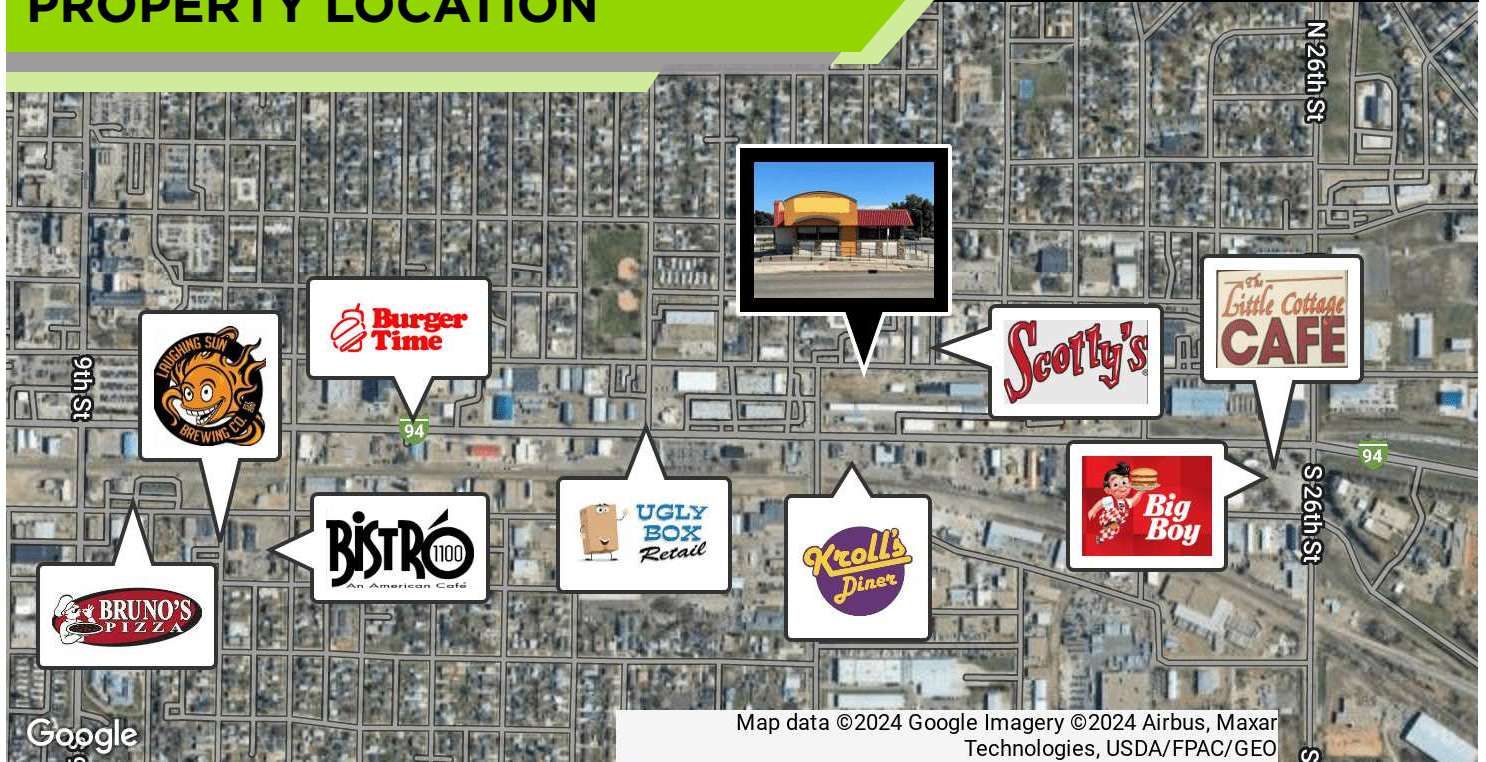 PROPERTY LOCATION
N 26th St
The
Little Cottage
CAFÉ
Burger
Time
LAUGHING SUN
BREWING CO.
9th St
Scotty's
94
94
UGLY
BOX
Retail
BISTRO
1100
An American Café
Big
Boy
S 26th St
Kroll's
Diner
BRUNO'S
PIZZA
Google
Map data ©2024 Google Imagery ©2024 Airbus, Maxar
Technologies, USDA/FPAC/GEO